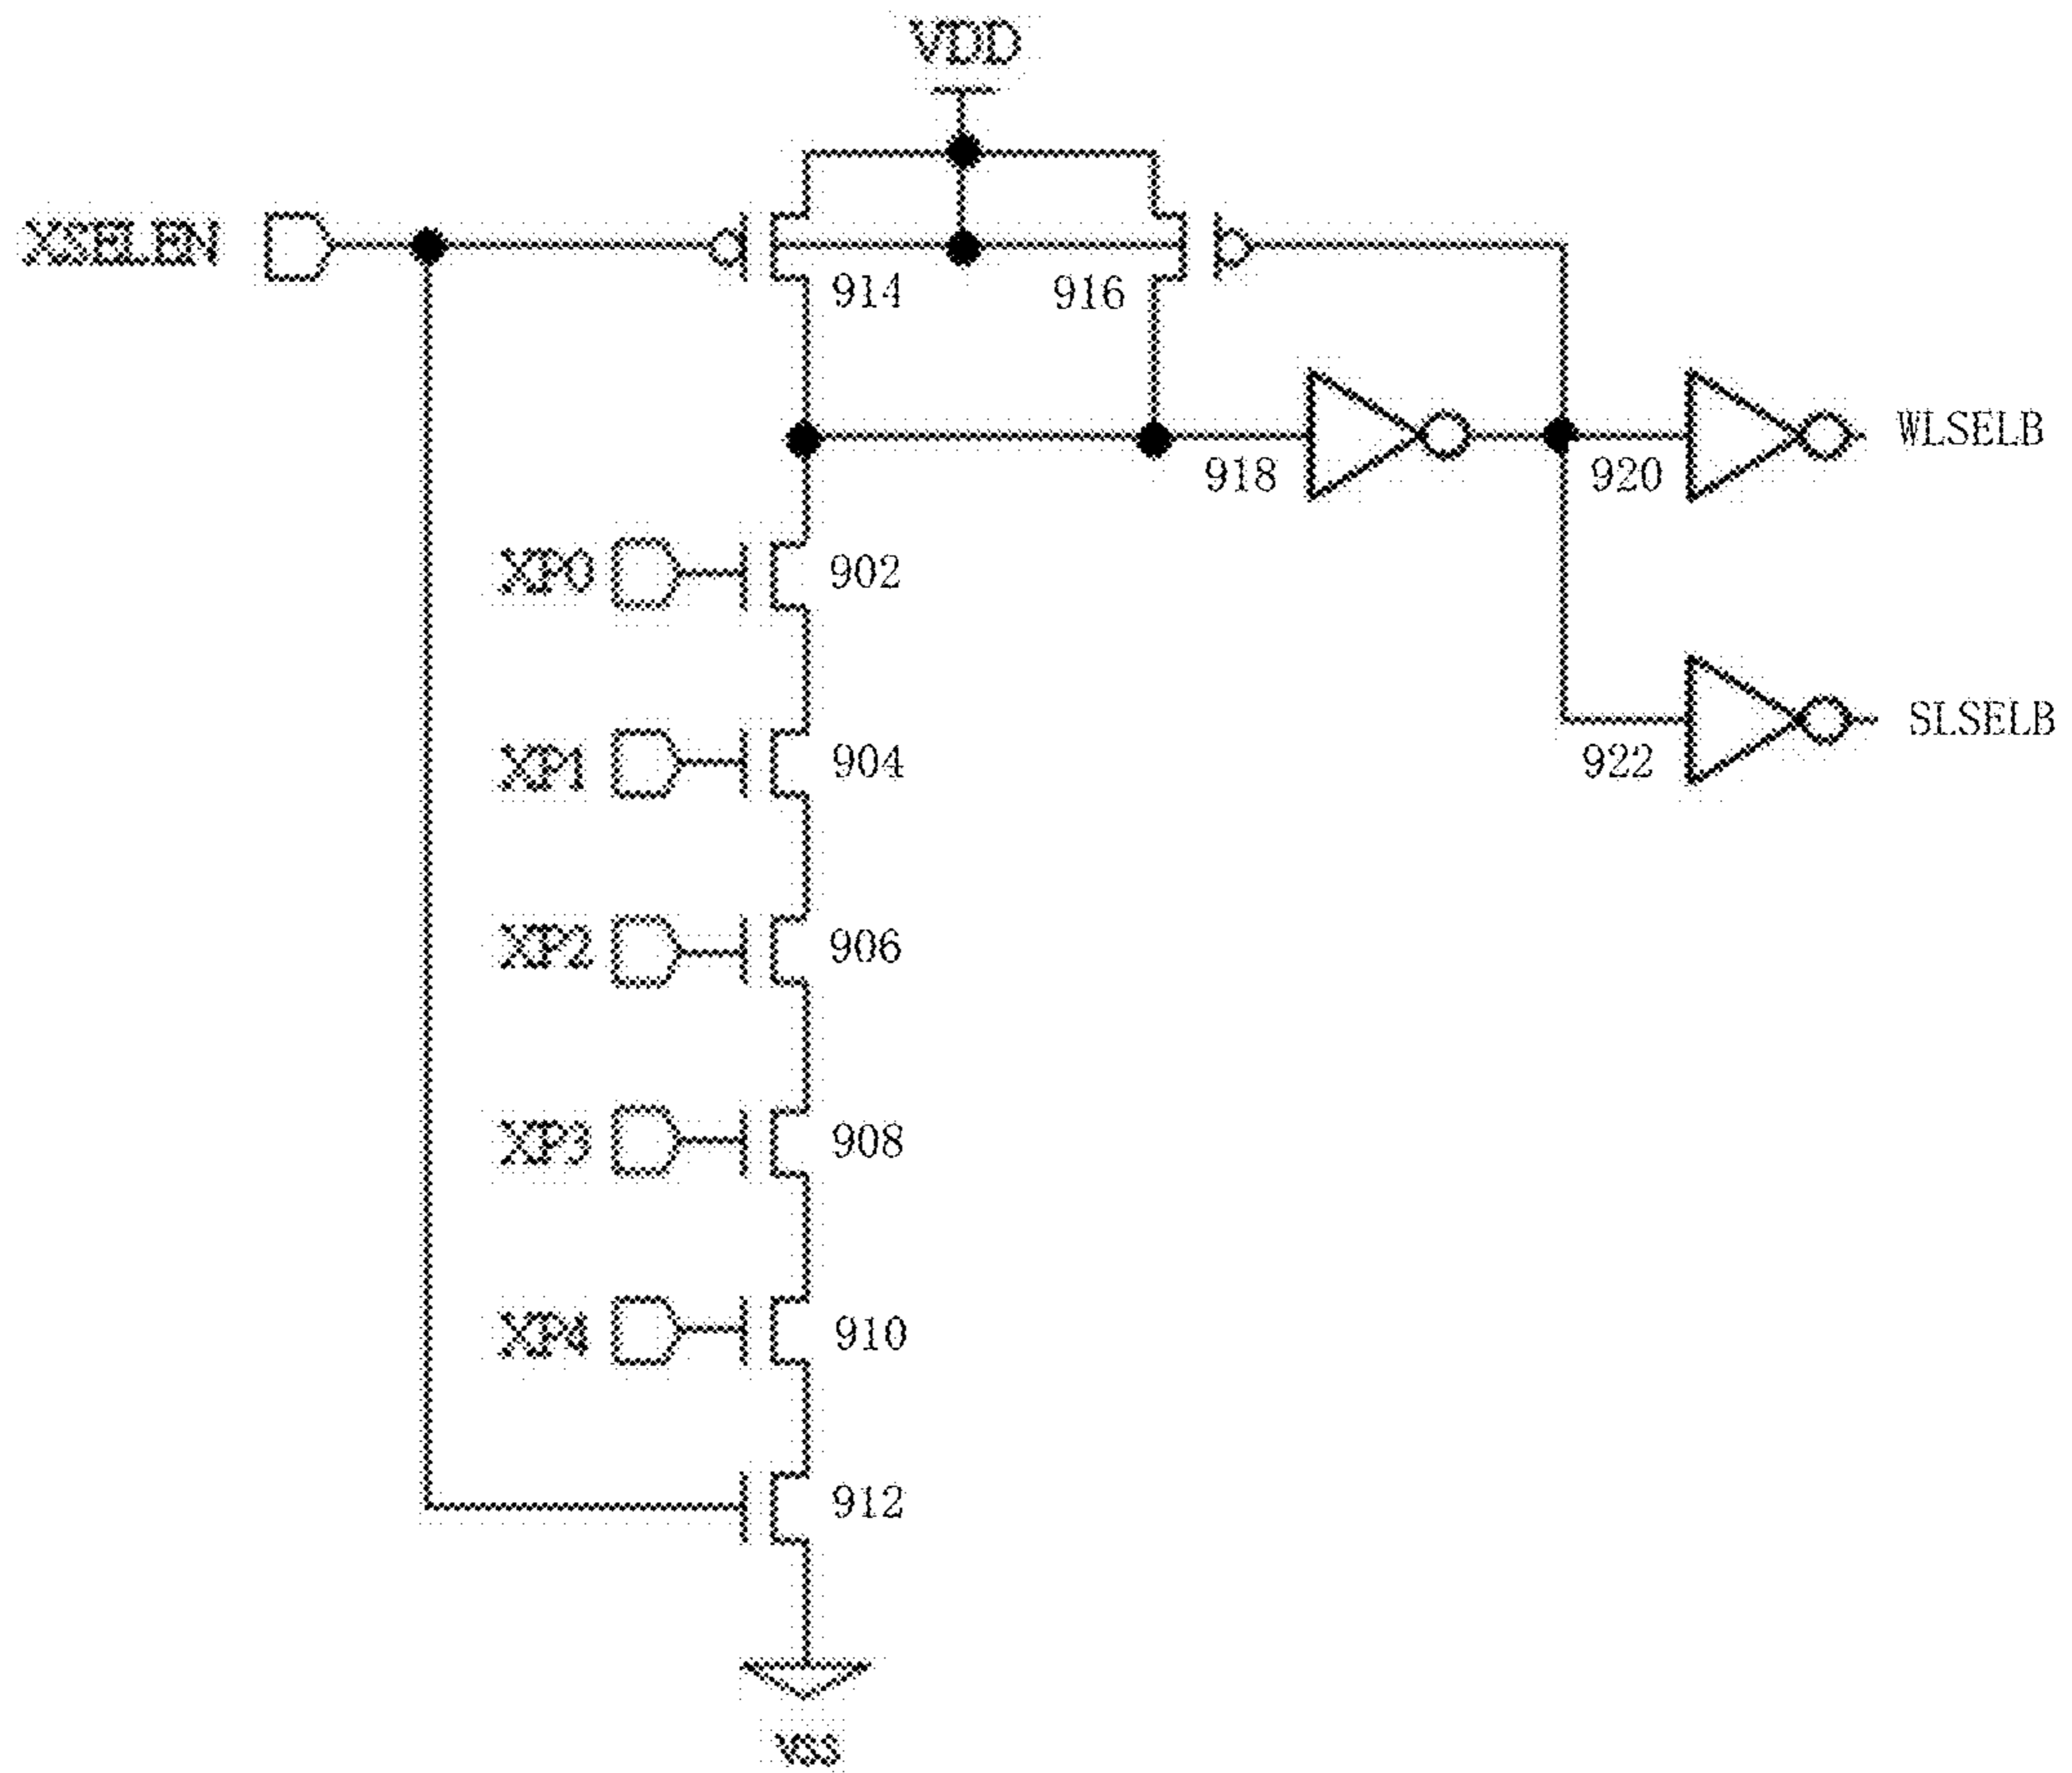 VDD
XSELEN
914
916
918
920
WLSELB
XP0
902
922
SLSELB
XP1
904
XP2
906
XP3
908
XP4
910
912
VSS